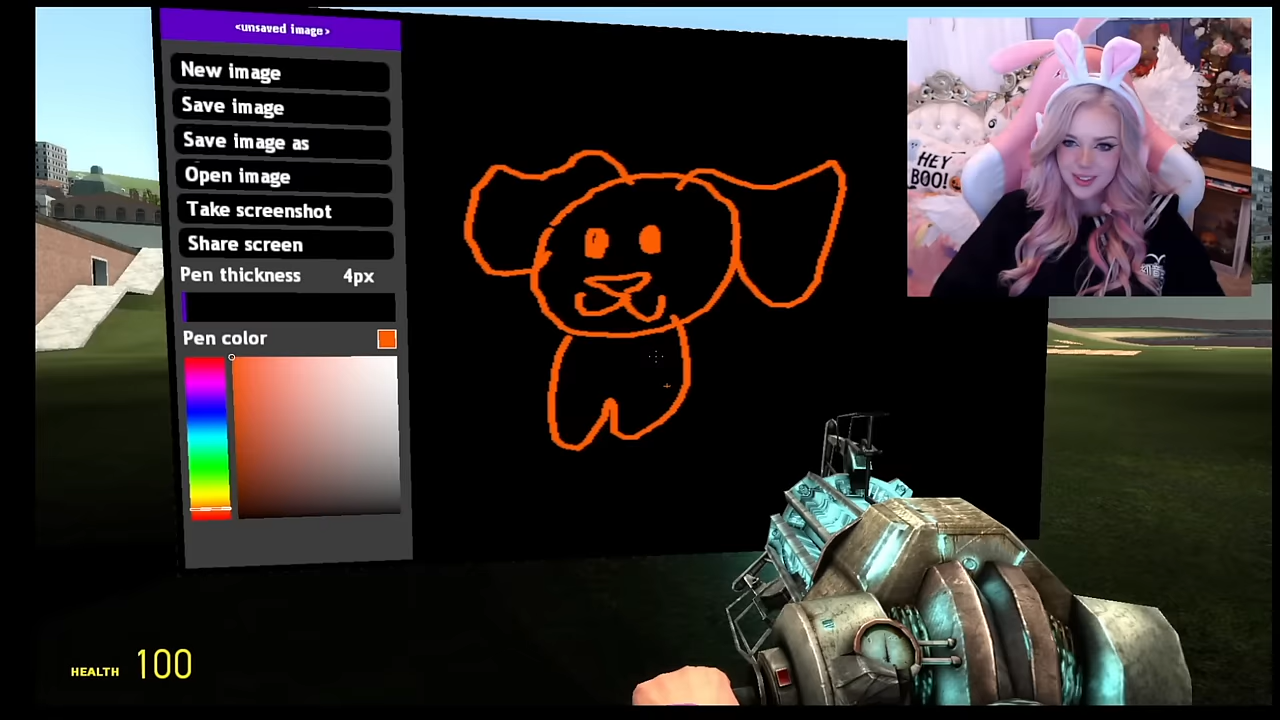 <unsaved image>
New image
Save image
Save image as
Open image
Take screenshot
Share screen
Pen thickness 4px
Pen color
HEY
BOO!
HEALTH 100